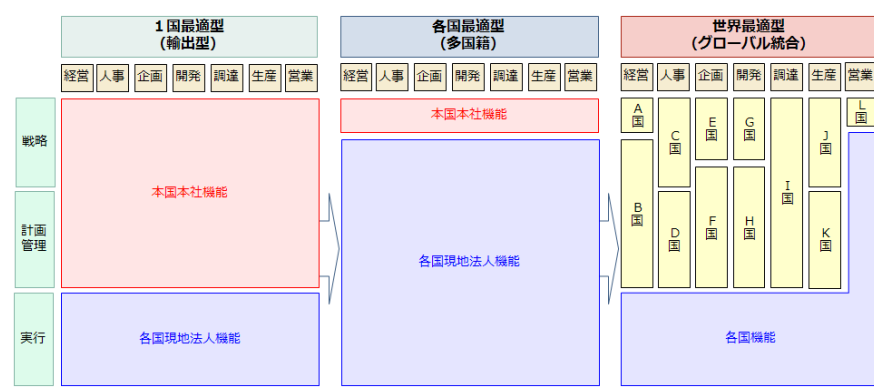 1国最適型
(輸出型)
各国最適型
(多国籍)
世界最適型
(グローバル統合)
経営 人事 企画 開発 調達 生産 営業
経営 人事 企画 開発 調達 生産 営業
経営 人事 企画 開発 調達 生産 営業
戦略
計画
管理
実行
本国本社機能
各国現地法人機能
本国本社機能
各国現地法人機能
A
国
B
国
C
国
D
国
E
国
F
国
G
国
H
国
I
国
J
国
K
国
L
国
各国機能